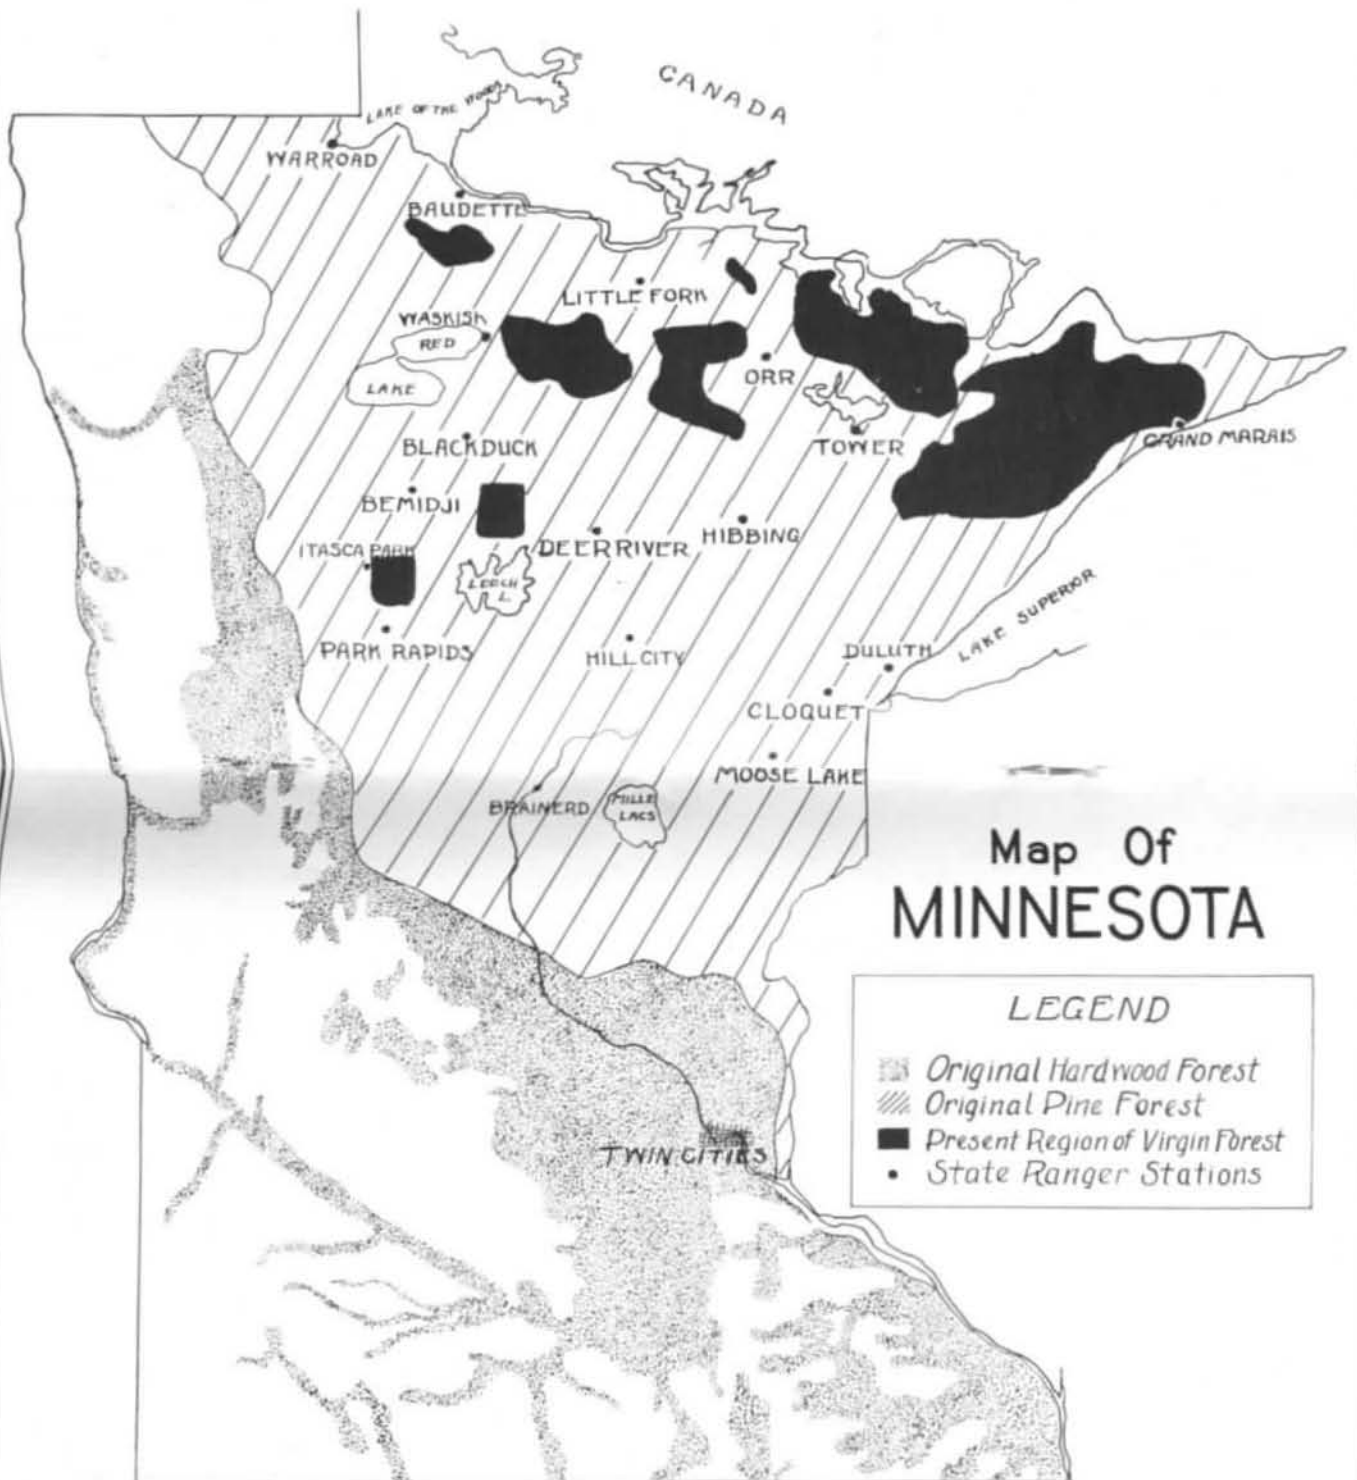 CANADA
LAKE OF THE WOODS
WARROAD
BAUDETTE
LITTLE FORK
WASKISH
RED
LAKE
ORR
BLACKDUCK
TOWER
GRAND MARAIS
BEMIDJI
ITASCA PARK
DEER RIVER
HIBBING
LEECH
L.
LAKE SUPERIOR
PARK RAPIDS
HILL CITY
DULUTH
CLOQUET
MOOSE LAKE
BRAINERD
MILLE
LACS
Map Of
MINNESOTA
LEGEND
Original Hardwood Forest
Original Pine Forest
Present Region of Virgin Forest
State Ranger Stations
TWIN CITIES